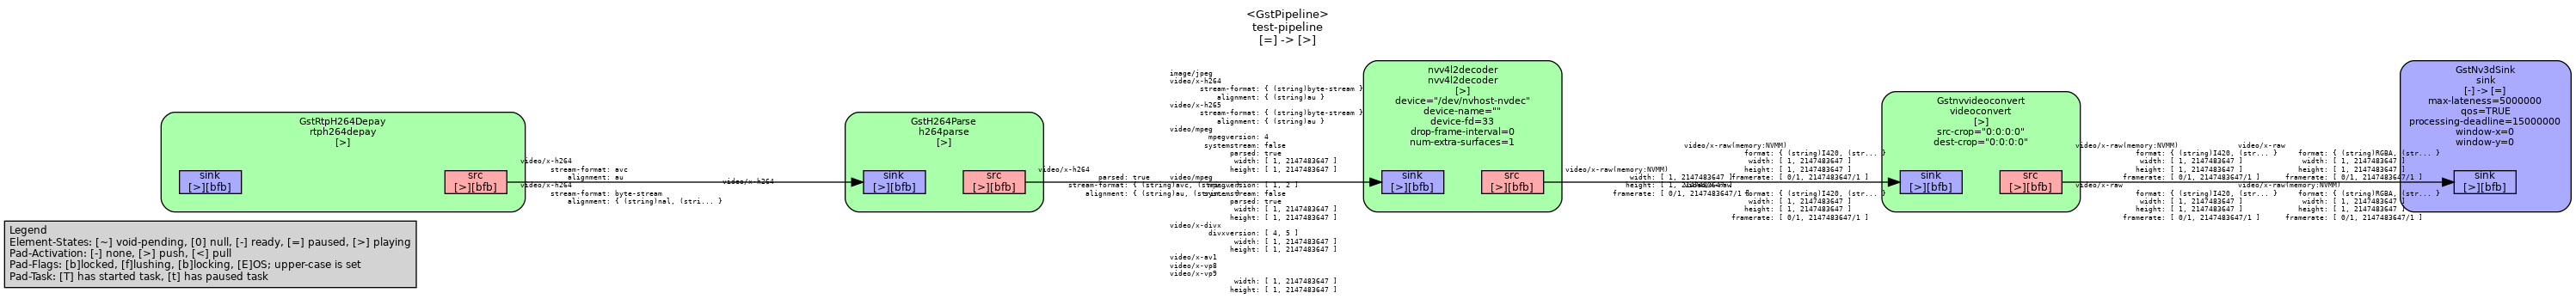 <GstPipeline>
test-pipeline
[=] -> [>]
GstRtpH264Depay
rtph264depay
[>]
sink
[>][bfb]
src
[>][bfb]
video/x-h264
stream-format: avc
alignment: au
video/x-h264
stream-format: byte-stream
alignment: { (string)nal, (stri... }
video/x-h264
GstH264Parse
h264parse
[>]
sink
[>][bfb]
src
[>][bfb]
video/x-h264
parsed: true
stream-format: { (string)avc, (string
alignment: { (string)au, (string
image/jpeg
video/x-h264
stream-format: { (string)byte-stream }
alignment: { (string)au }
video/x-h265
stream-format: { (string)byte-stream }
alignment: { (string)au }
video/mpeg
mpegversion: 4
systemstream: false
parsed: true
width: [ 1, 2147483647 ]
height: [ 1, 2147483647 ]
video/mpeg
mpegversion: [ 1, 2 ]
systemstream: false
parsed: true
width: [ 1, 2147483647 ]
height: [ 1, 2147483647 ]
video/x-divx
divxversion: [ 4, 5 ]
width: [ 1, 2147483647 ]
height: [ 1, 2147483647 ]
video/x-av1
video/x-vp8
video/x-vp9
width: [ 1, 2147483647 ]
height: [ 1, 2147483647 ]
nvv4l2decoder
nvv4l2decoder
[>]
device="/dev/nvhost-nvdec"
device-name=""
device-fd=33
drop-frame-interval=0
num-extra-surfaces=1
sink
[>][bfb]
src
[>][bfb]
video/x-raw(memory:NVMM)
width: [ 1, 2147483647 ]
height: [ 1, 2147483647 ]
framerate: [ 0/1, 2147483647/1 ]
video/x-raw(memory:NVMM)
format: { (string)I420, (str... }
width: [ 1, 2147483647 ]
height: [ 1, 2147483647 ]
framerate: [ 0/1, 2147483647/1 ]
format: { (string)I420, (str... }
width: [ 1, 2147483647 ]
height: [ 1, 2147483647 ]
framerate: [ 0/1, 2147483647/1 ]
Gstnvvideoconvert
videoconvert
[>]
src-crop="0:0:0:0"
dest-crop="0:0:0:0"
sink
[>][bfb]
src
[>][bfb]
video/x-raw(memory:NVMM)
format: { (string)I420, (str... }
width: [ 1, 2147483647 ]
height: [ 1, 2147483647 ]
framerate: [ 0/1, 2147483647/1 ]
video/x-raw
format: { (string)I420, (str... }
width: [ 1, 2147483647 ]
height: [ 1, 2147483647 ]
framerate: [ 0/1, 2147483647/1 ]
video/x-raw
format: { (string)RGBA, (str... }
width: [ 1, 2147483647 ]
height: [ 1, 2147483647 ]
framerate: [ 0/1, 2147483647/1 ]
video/x-raw(memory:NVMM)
format: { (string)RGBA, (str... }
width: [ 1, 2147483647 ]
height: [ 1, 2147483647 ]
framerate: [ 0/1, 2147483647/1 ]
GstNv3dSink
sink
[-] -> [=]
max-lateness=5000000
qos=TRUE
processing-deadline=15000000
window-x=0
window-y=0
sink
[>][bfb]
Legend
Element-States: [~] void-pending, [0] null, [-] ready, [=] paused, [>] playing
Pad-Activation: [-] none, [>] push, [<] pull
Pad-Flags: [b]locked, [f]lushing, [b]locking, [E]OS; upper-case is set
Pad-Task: [T] has started task, [t] has paused task